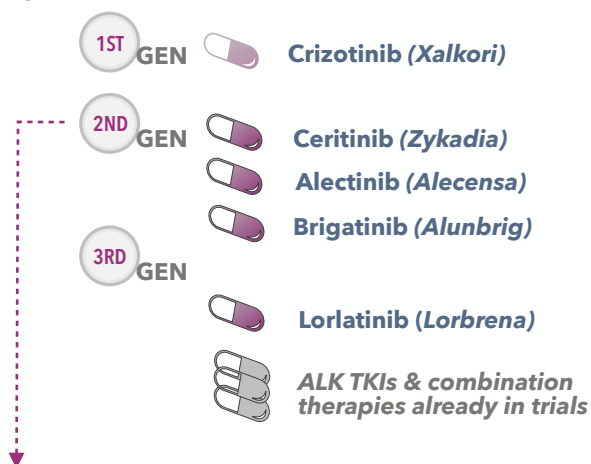 1ST GEN Crizotinib (Xalkori)
2ND GEN Ceritinib (Zykadia)
Alectinib (Alecensa)
Brigatinib (Alunbrig)
3RD GEN
Lorlatinib (Lorbrena)
ALK TKIs & combination
therapies already in trials